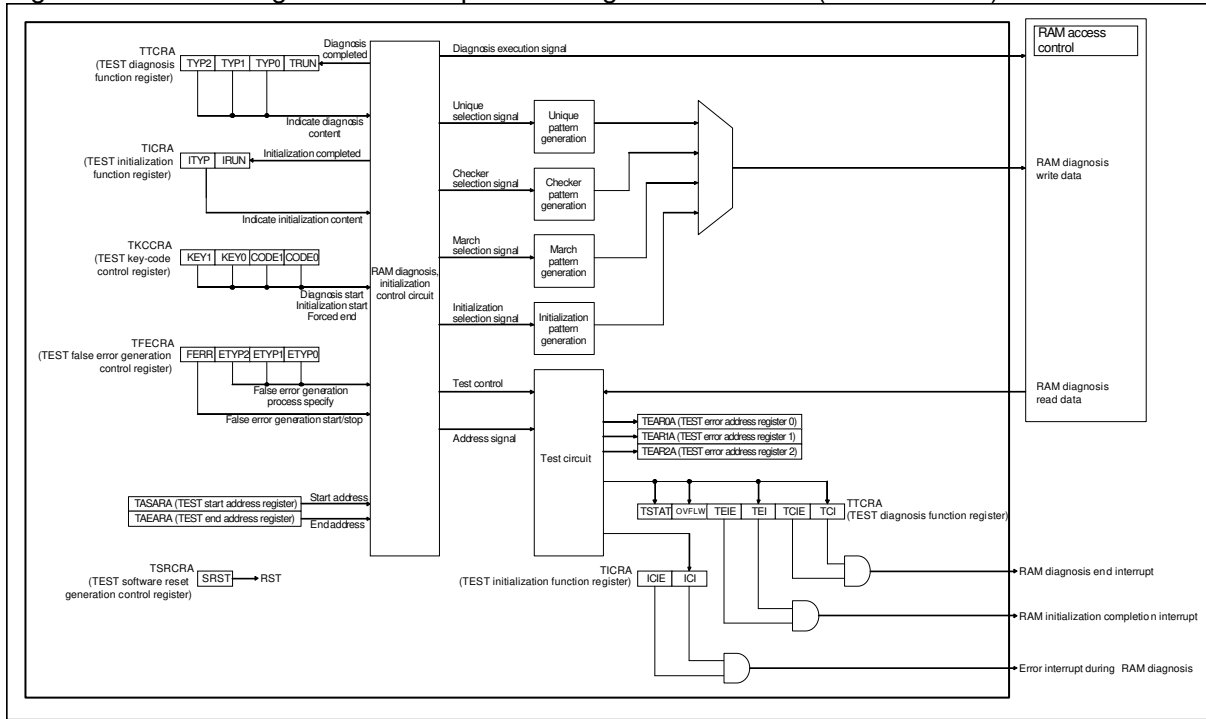 RAM access
control
TTCRA
(TEST diagnosis
function register)
TYP2 TYP1 TYP0 TRUN
Diagnosis
completed
Indicate diagnosis
content
TICRA
(TEST initialization
function register)
ITYP IRUN
Initialization completed
Indicate initialization content
TKCCRA
(TEST key-code
control register)
KEY1 KEY0 CODE1 CODE0
Diagnosis start
Initialization start
Forced end
TFECRA
(TEST false error generation
control register)
FERR ETYP2 ETYP1 ETYP0
False error generation
process specify
False error generation start/stop
TASARA (TEST start address register)
Start address
TAEARA (TEST end address register)
End address
TSRCRA
(TEST software reset
generation control register)
SRST
RST
RAM diagnosis,
initialization
control circuit
Diagnosis execution signal
Unique
selection signal
Unique
pattern
generation
Checker
selection signal
Checker
pattern
generation
March
selection signal
March
pattern
generation
Initialization
selection signal
Initialization
pattern
generation
RAM diagnosis
write data
Test control
Address signal
Test circuit
RAM diagnosis
read data
TEAR0A (TEST error address register 0)
TEAR1A (TEST error address register 1)
TEAR2A (TEST error address register 2)
TSTAT OVFLW TEIE TEI TCIE TCI
TTCRA
(TEST diagnosis function register)
TICRA
(TEST initialization function register)
ICIE ICI
RAM diagnosis end interrupt
RAM initialization completion interrupt
Error interrupt during RAM diagnosis